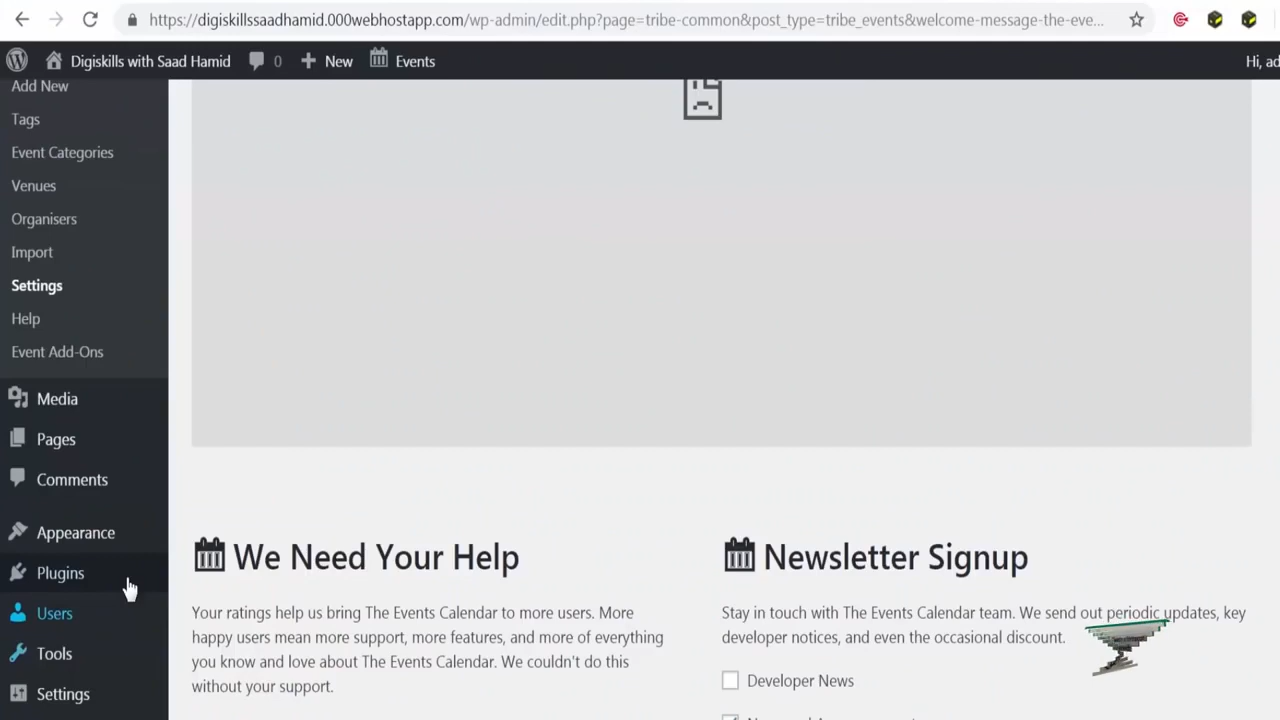 https://digiskillssaadhamid.000webhostapp.com/wp-admin/edit.php?page=tribe-common&post_type=tribe_events&welcome-message-the-eve...
Digiskills with Saad Hamid 0 New Events Hi, ad
Add New
Tags
Event Categories
Venues
Organisers
Import
Settings
Help
Event Add-Ons
Media
Pages
Comments
Appearance
Plugins
Users
Tools
Settings
We Need Your Help
Your ratings help us bring The Events Calendar to more users. More
happy users mean more support, more features, and more of everything
you know and love about The Events Calendar. We couldn't do this
without your support.
Newsletter Signup
Stay in touch with The Events Calendar team. We send out periodic updates, key
developer notices, and even the occasional discount.
Developer News